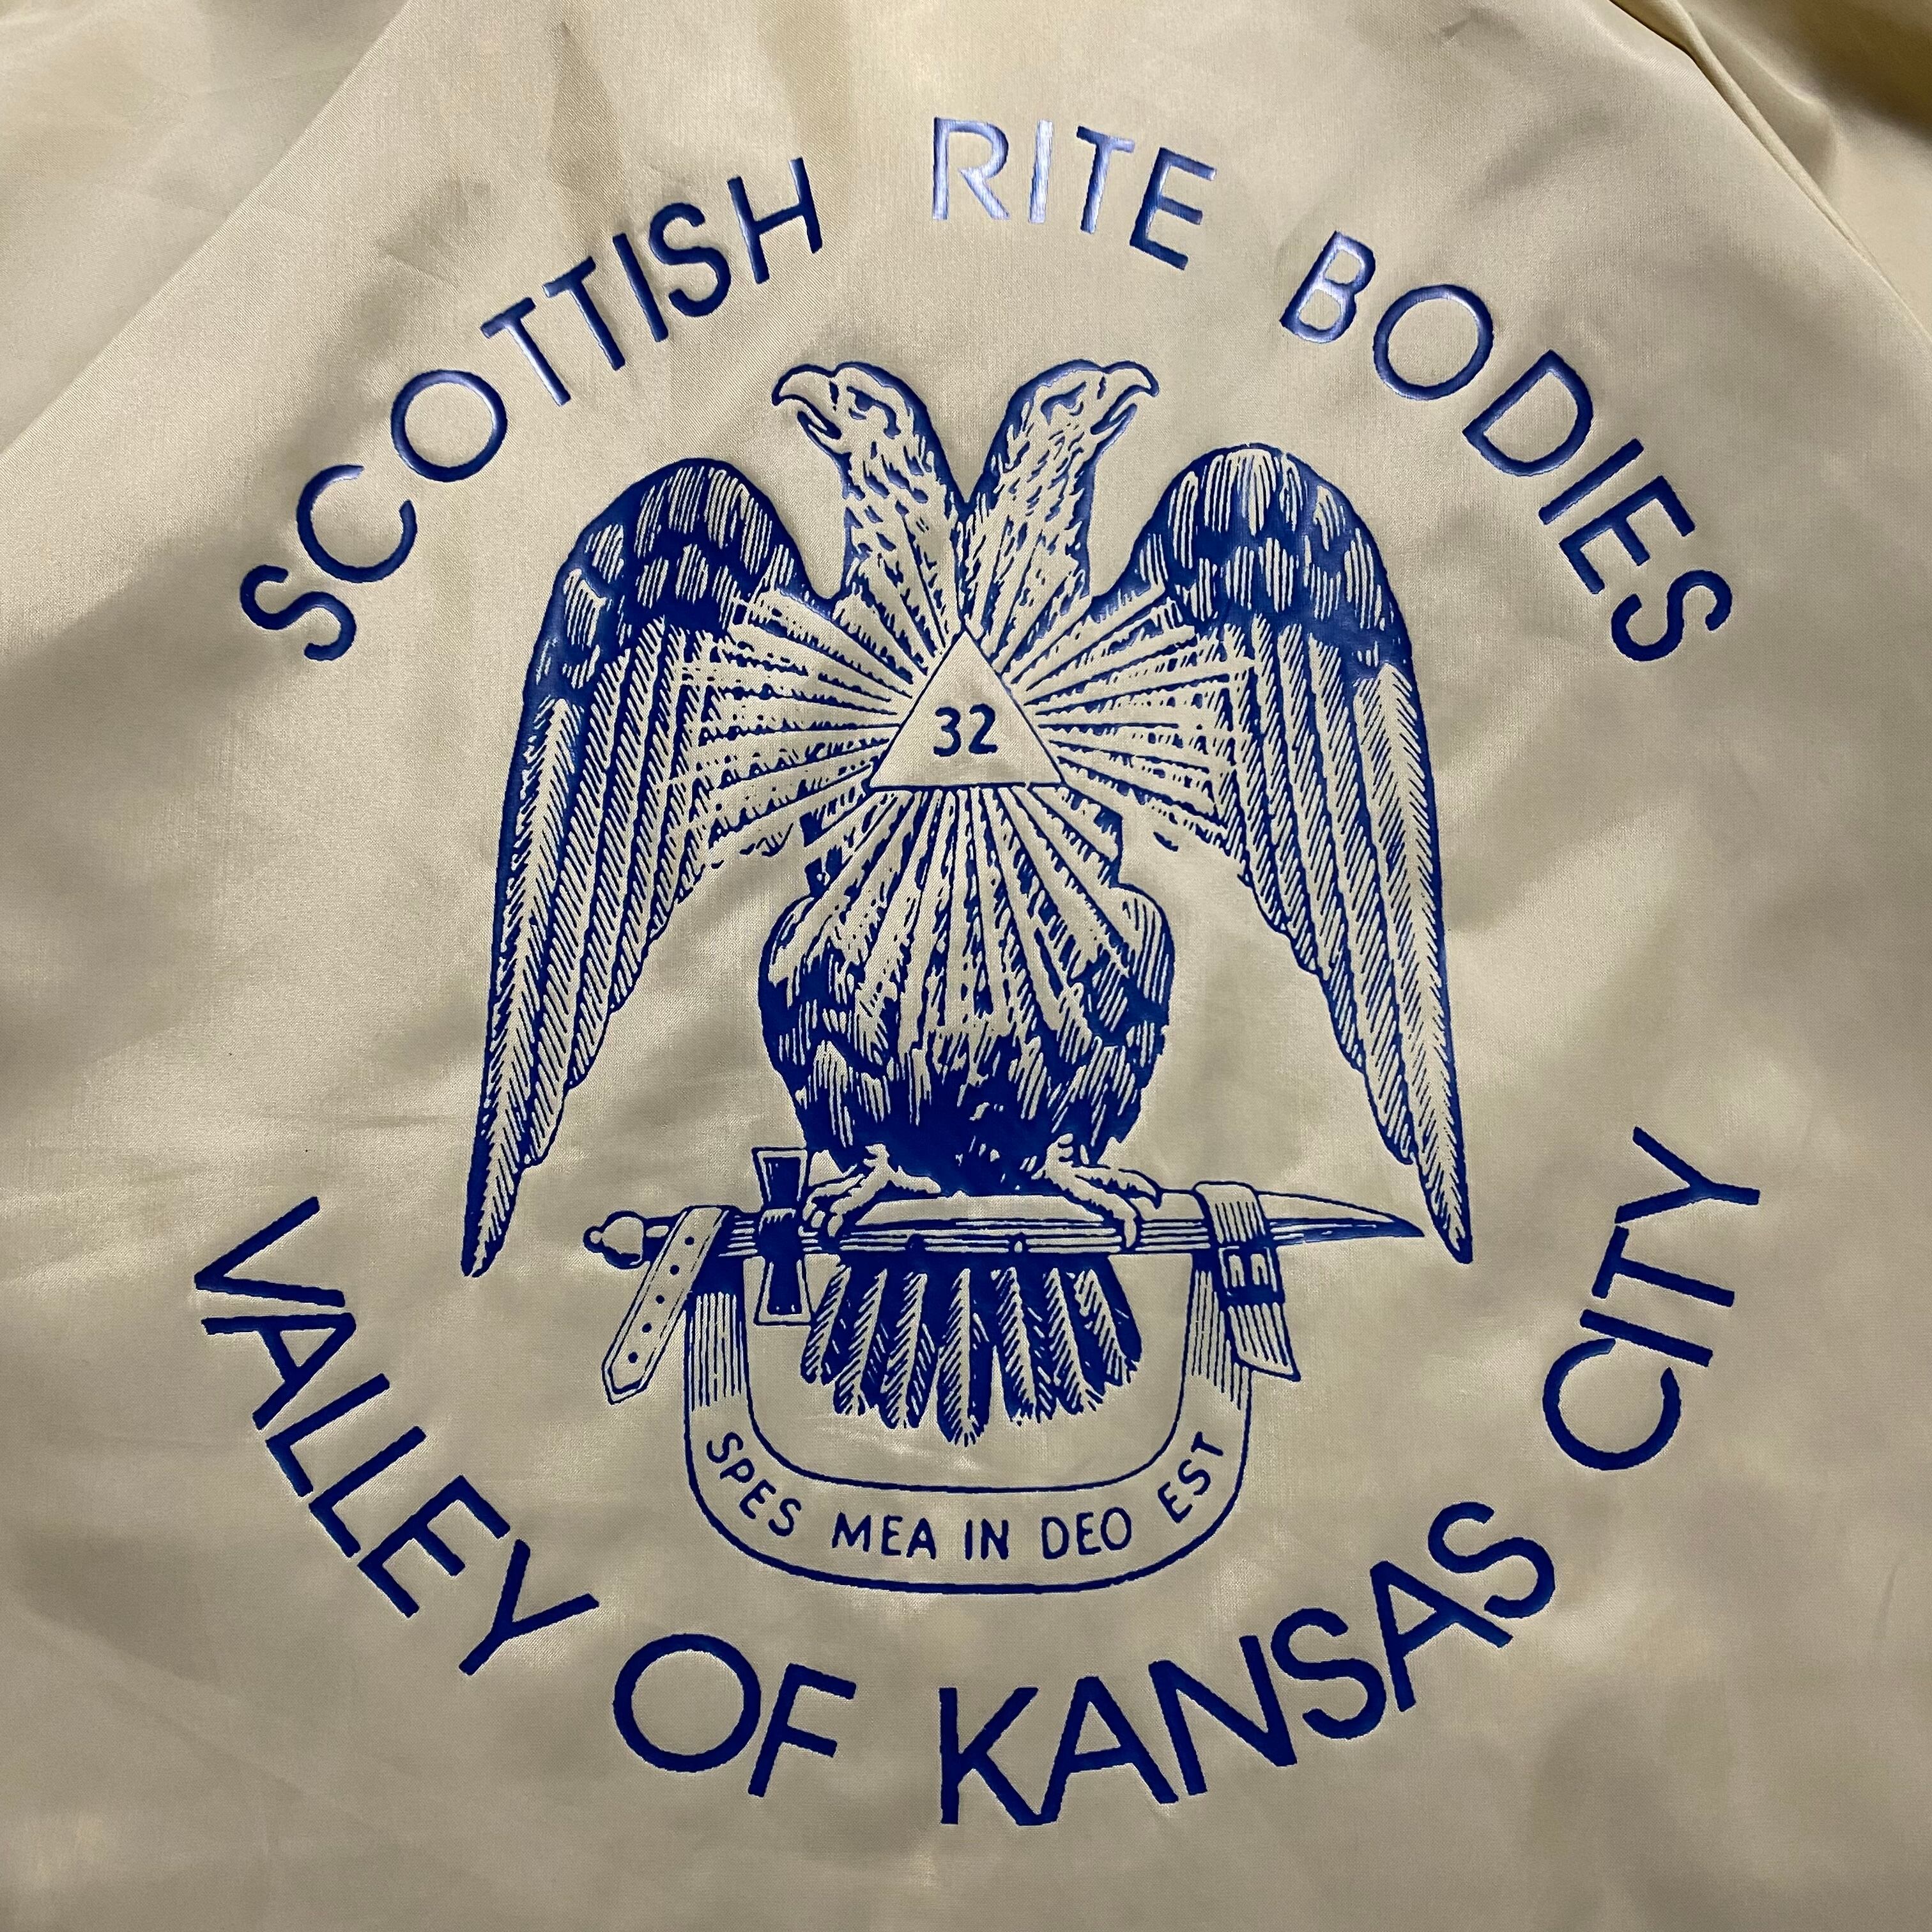 SCOTTISH RITE BODIES
32
SPES MEA IN DEO EST
VALLEY OF KANSAS CITY